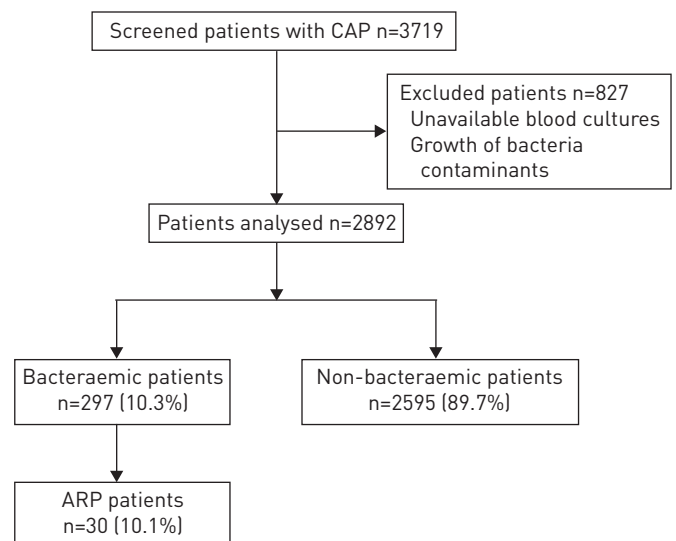 Screened patients with CAP n=3719
Excluded patients n=827
Unavailable blood cultures
Growth of bacteria
contaminants
Patients analysed n=2892
Bacteraemic patients
n=297 (10.3%)
Non-bacteraemic patients
n=2595 (89.7%)
ARP patients
n=30 (10.1%)